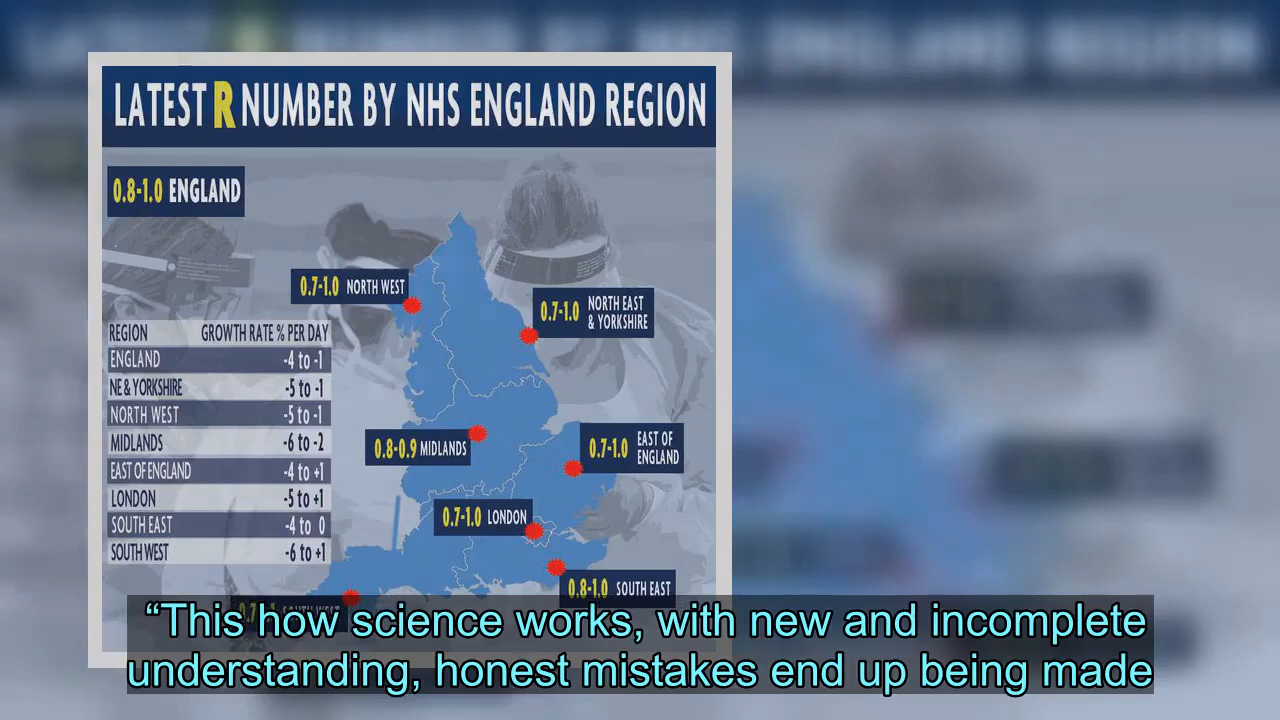 LATEST R NUMBER BY NHS ENGLAND REGION
0.8-1.0 ENGLAND
0.7-1.0 NORTH WEST
0.7-1.0 NORTH EAST
& YORKSHIRE
REGION GROWTH RATE % PER DAY
ENGLAND -4 to -1
NE & YORKSHIRE -5 to -1
NORTH WEST -5 to -1
MIDLANDS -6 to -2
EAST OF ENGLAND -4 to +1
LONDON -5 to +1
SOUTH EAST -4 to 0
SOUTH WEST -6 to +1
0.8-0.9 MIDLANDS
0.7-1.0 EAST OF
ENGLAND
0.7-1.0 LONDON
0.8-1.0 SOUTH EAST
SOUTH WEST
“This how science works, with new and incomplete
understanding, honest mistakes end up being made